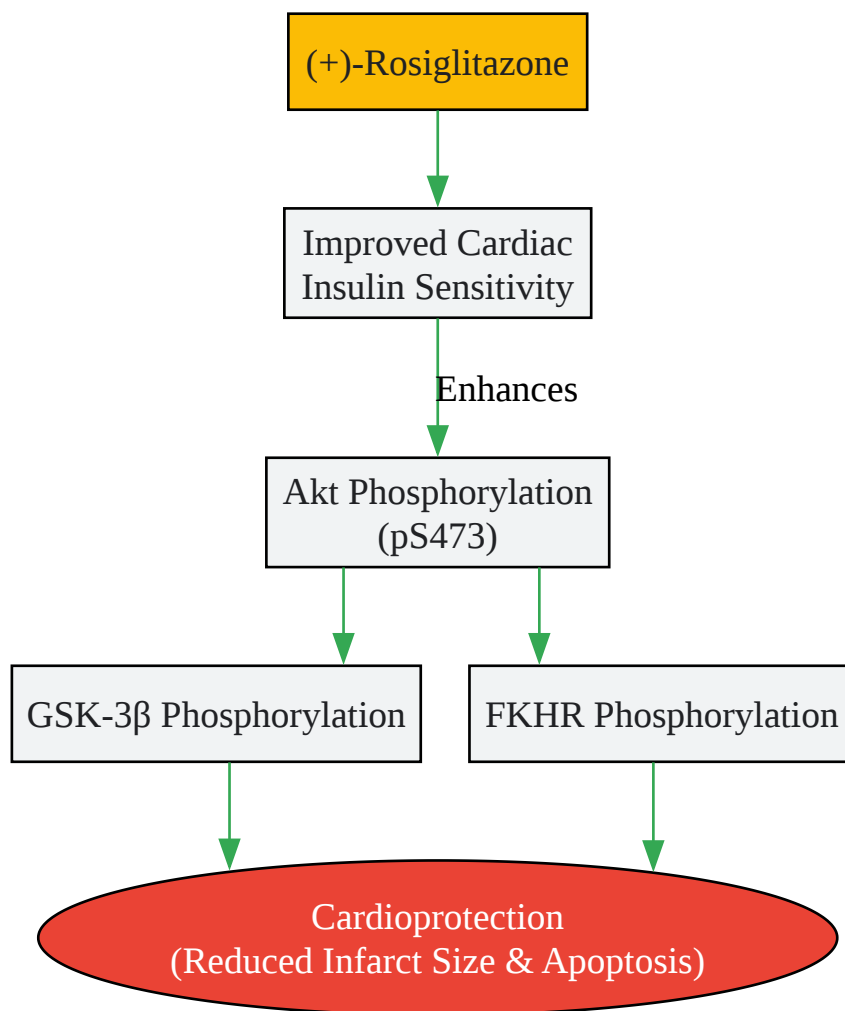 (+)-Rosiglitazone
Improved Cardiac
Insulin Sensitivity
Enhances
Akt Phosphorylation
(pS473)
GSK-3β Phosphorylation
FKHR Phosphorylation
Cardioprotection
(Reduced Infarct Size & Apoptosis)